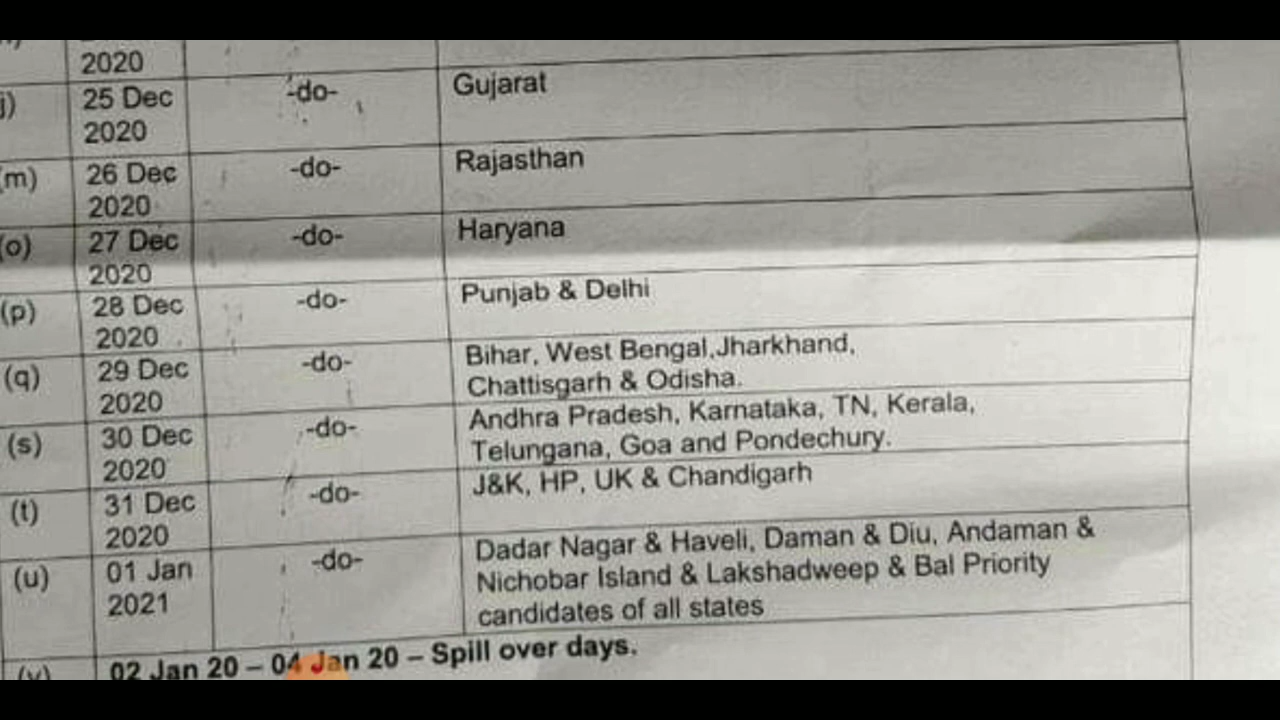 2020
j) 25 Dec -do- Gujarat
2020
(m) 26 Dec -do- Rajasthan
2020
(o) 27 Dec -do- Haryana
2020
(p) 28 Dec -do- Punjab & Delhi
2020
(q) 29 Dec -do- Bihar, West Bengal,Jharkhand,
2020 Chattisgarh & Odisha.
(s) 30 Dec -do- Andhra Pradesh, Karnataka, TN, Kerala,
2020 Telungana, Goa and Pondechury.
(t) 31 Dec -do- J&K, HP, UK & Chandigarh
2020
(u) 01 Jan -do- Dadar Nagar & Haveli, Daman & Diu, Andaman &
2021 Nichobar Island & Lakshadweep & Bal Priority
candidates of all states
(v) 02 Jan 20 – 04 Jan 20 – Spill over days.